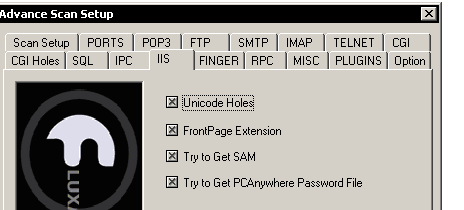 Advance Scan Setup
Scan Setup PORTS POP3 FTP SMTP IMAP TELNET CGI
CGI Holes SQL IPC IIS FINGER RPC MISC PLUGINS Option
Unicode Holes
FrontPage Extension
Try to Get SAM
Try to Get PCAnywhere Password File
LUX